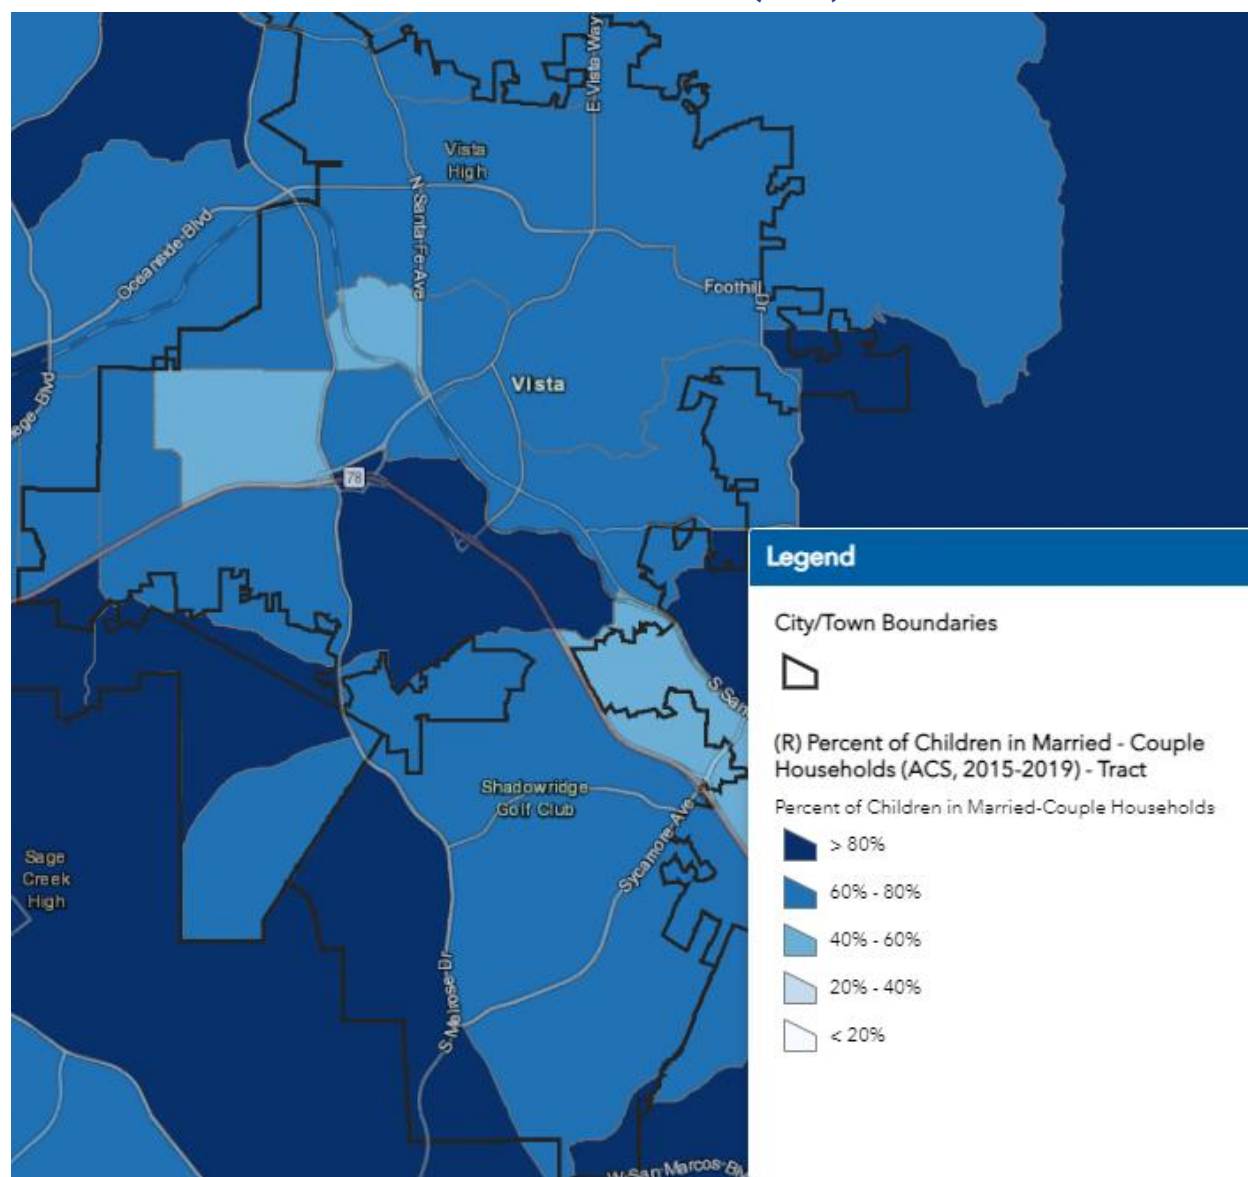 E Vista Way
Vista
High
N Santa Fe Ave
Oceanside Blvd
Foothill Dr
Vista
ege Blvd
78
Legend
City/Town Boundaries
(R) Percent of Children in Married - Couple
Households (ACS, 2015-2019) - Tract
Percent of Children in Married-Couple Households
> 80%
60% - 80%
40% - 60%
20% - 40%
< 20%
S San
Shadowridge
Golf Club
Sycamore Ave
Sage
Creek
High
S Melrose Dr
W San Marcos Blv